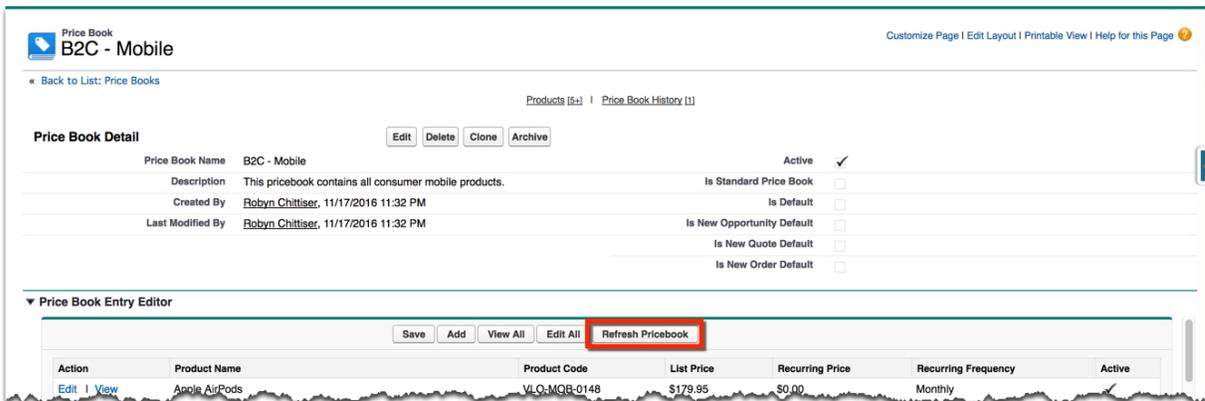 Price Book
B2C - Mobile
Customize Page | Edit Layout | Printable View | Help for this Page ?
« Back to List: Price Books
Products [5+] | Price Book History [1]
Price Book Detail
Edit Delete Clone Archive
Price Book Name B2C - Mobile Active ✓
Description This pricebook contains all consumer mobile products. Is Standard Price Book
Created By Robyn Chittiser, 11/17/2016 11:33 PM Is Default
Last Modified By Robyn Chittiser, 11/17/2016 11:32 PM Is New Opportunity Default
Is New Quote Default
Is New Order Default
▼ Price Book Entry Editor
Save Add View All Edit All Refresh Pricebook
Action Product Name Product Code List Price Recurring Price Recurring Frequency Active
Edit | View Apple AirPods VLO-MOB-0148 $179.95 $0.00 Monthly ✓